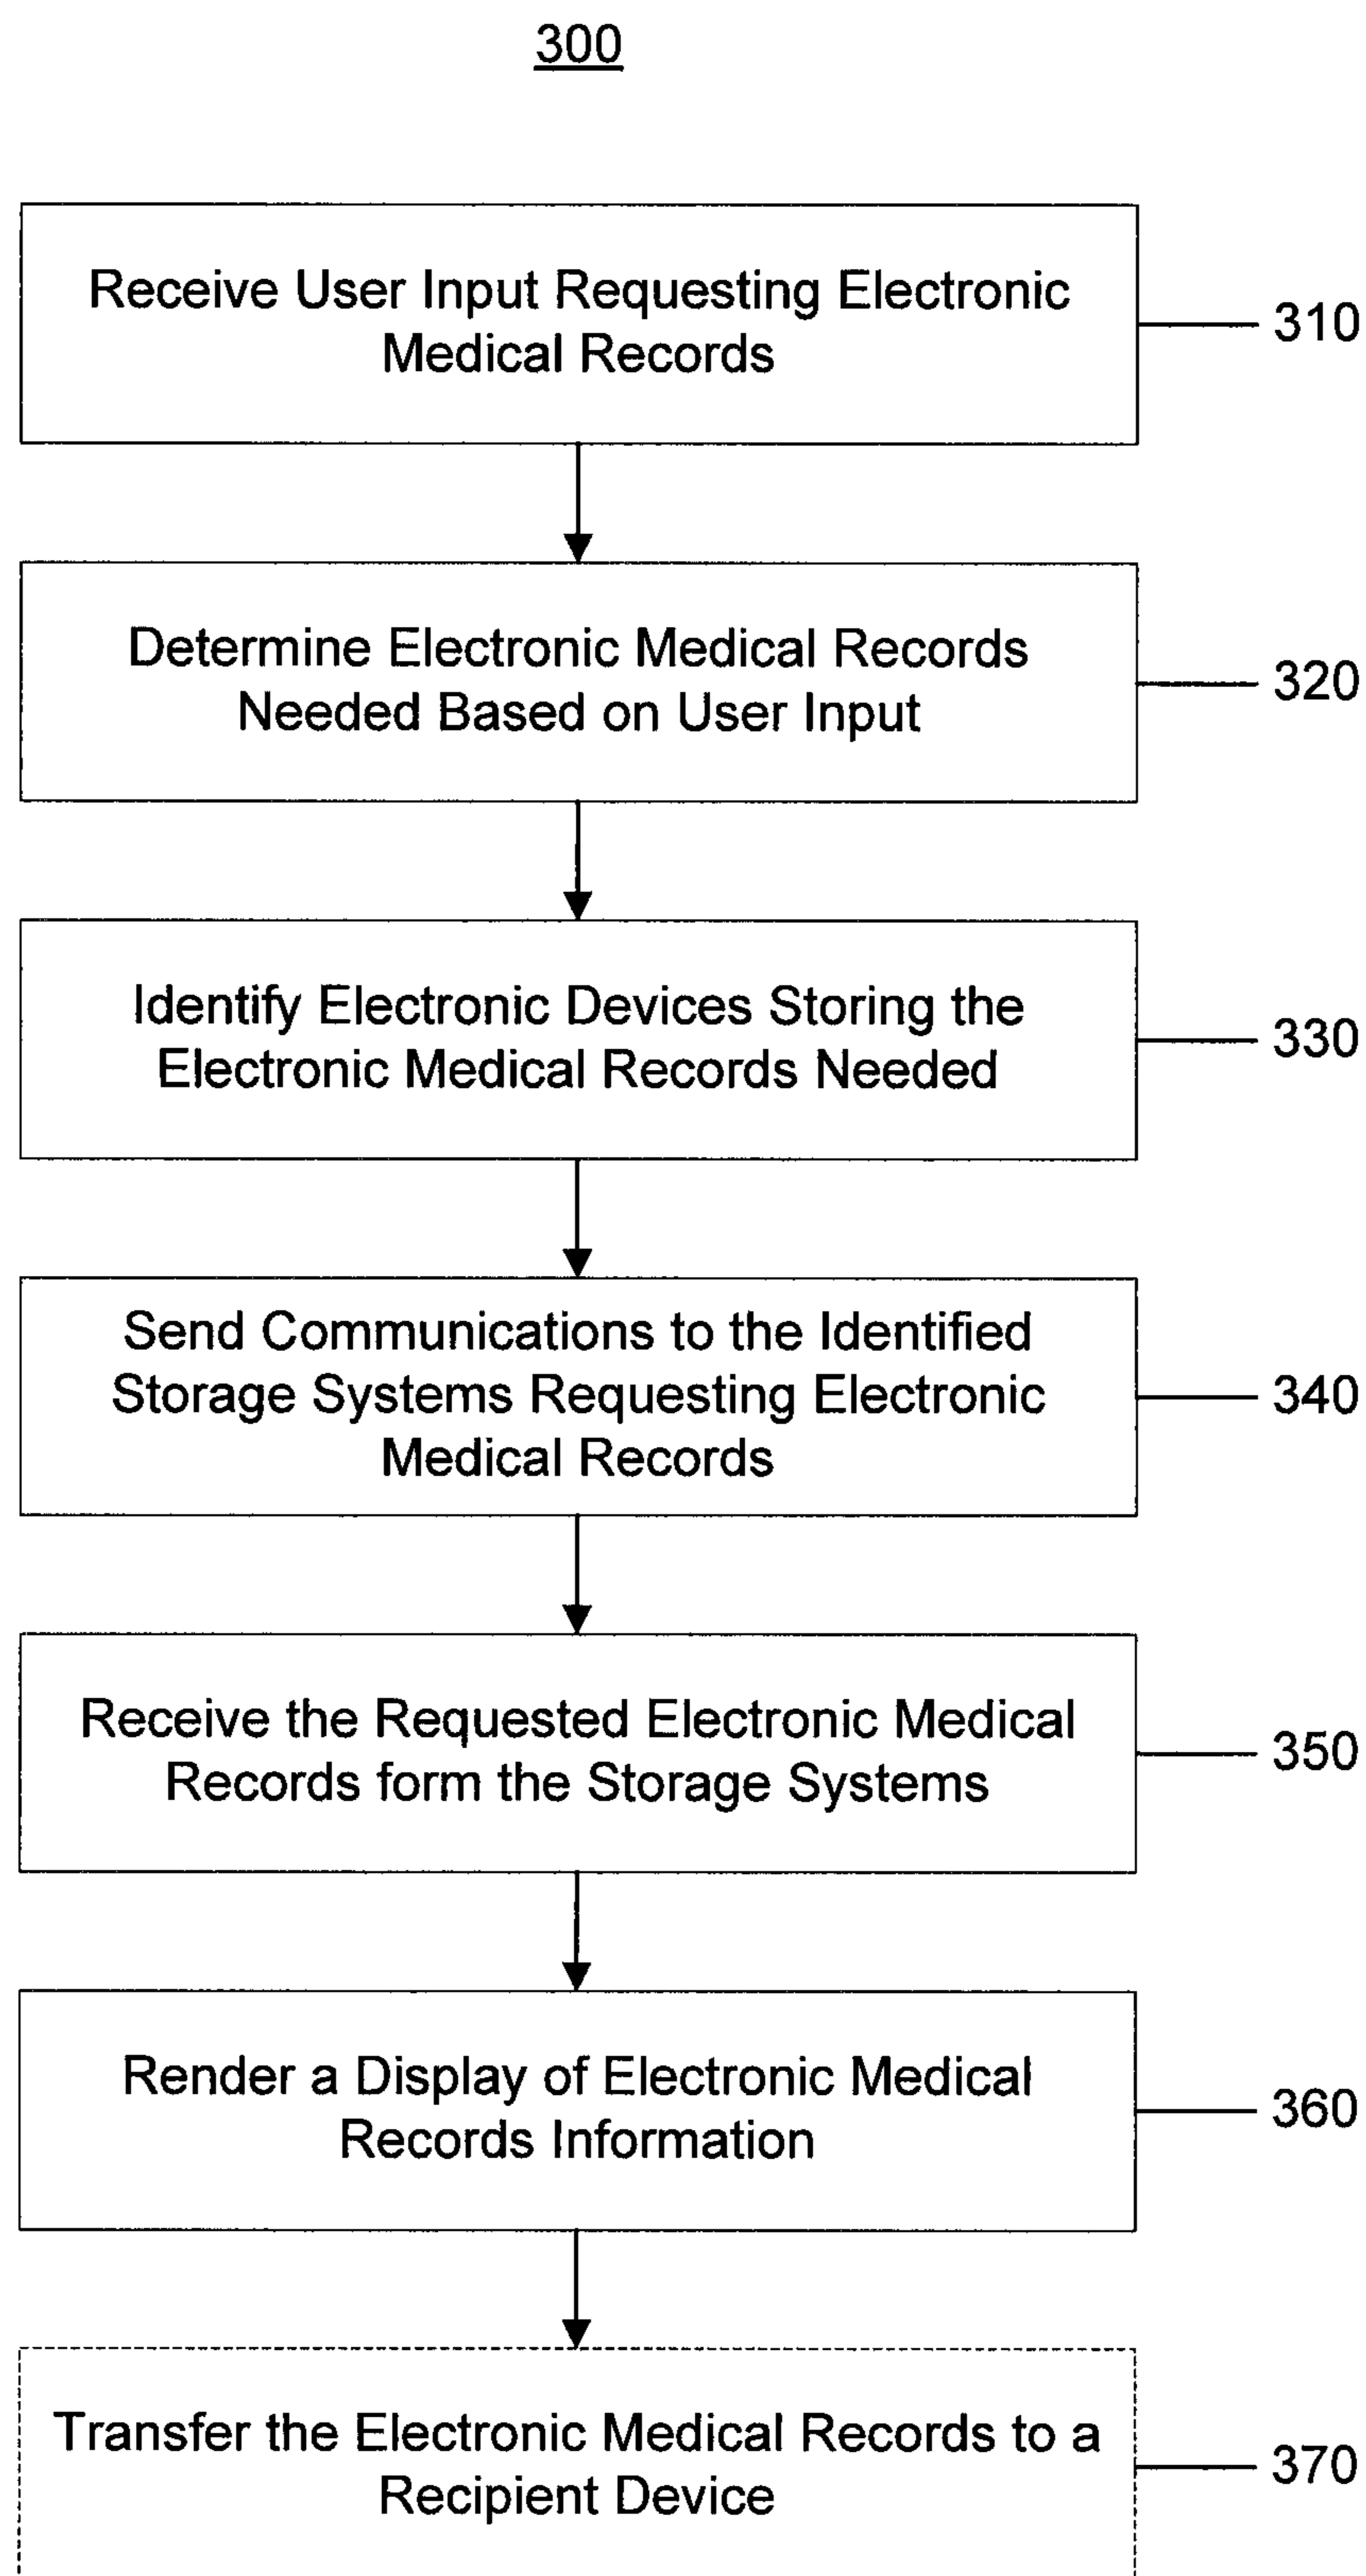 300
Receive User Input Requesting Electronic
Medical Records
310
Determine Electronic Medical Records
Needed Based on User Input
320
Identify Electronic Devices Storing the
Electronic Medical Records Needed
330
Send Communications to the Identified
Storage Systems Requesting Electronic
Medical Records
340
Receive the Requested Electronic Medical
Records form the Storage Systems
350
Render a Display of Electronic Medical
Records Information
360
Transfer the Electronic Medical Records to a
Recipient Device
370